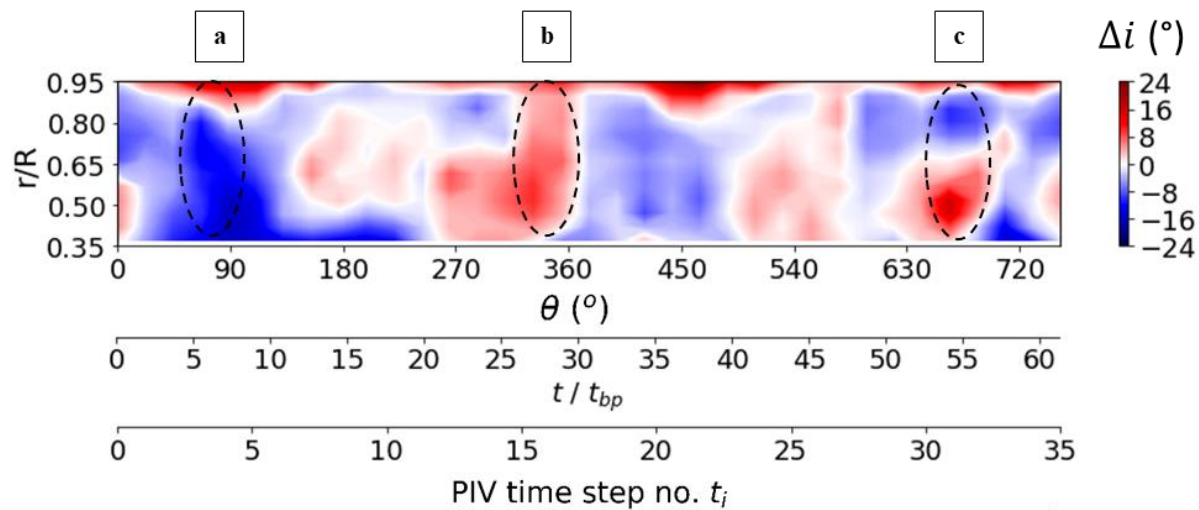 a b c Δi (°)
0.95 0.80 0.65 0.50 0.35
r/R
24 16 8 0 −8 −16 −24
0 90 180 270 360 450 540 630 720
θ (o)
0 5 10 15 20 25 30 35 40 45 50 55 60
t / tbp
0 5 10 15 20 25 30 35
PIV time step no. ti